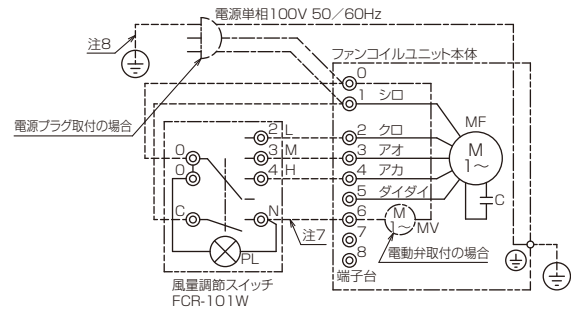 電源単相100V 50／60Hz
注8
ファンコイルユニット本体
電源プラグ取付の場合
0
1 シロ
MF
2 L
2 クロ
M
1～
0
3 M
3 アオ
0
4 H
4 アカ
5 ダイダイ
C
C
N
6
M
1～
MV
注7
7
電動弁取付の場合
8
PL
端子台
風量調節スイッチ
FCR-101W